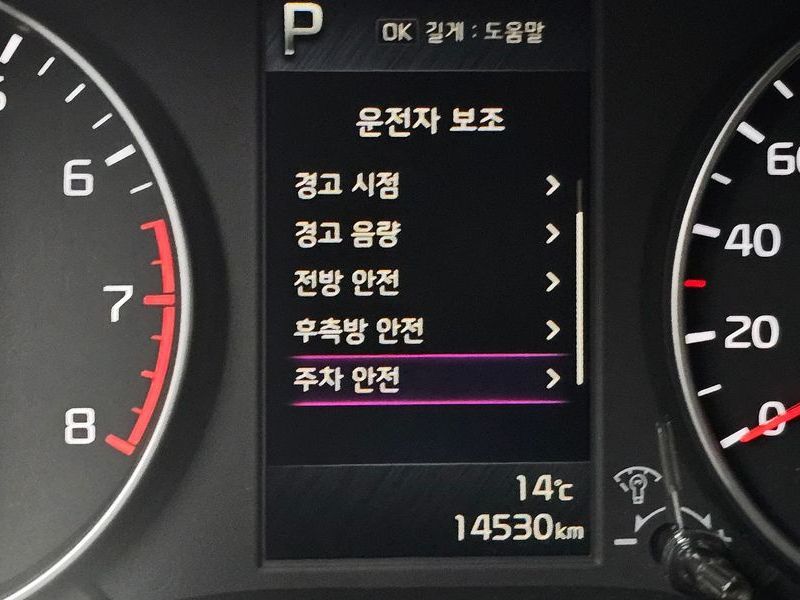 P
OK 길게 : 도움말
운전자 보조
경고 시점
경고 음량
전방 안전
후측방 안전
주차 안전
14℃
14530km
6
7
8
60
40
20
0